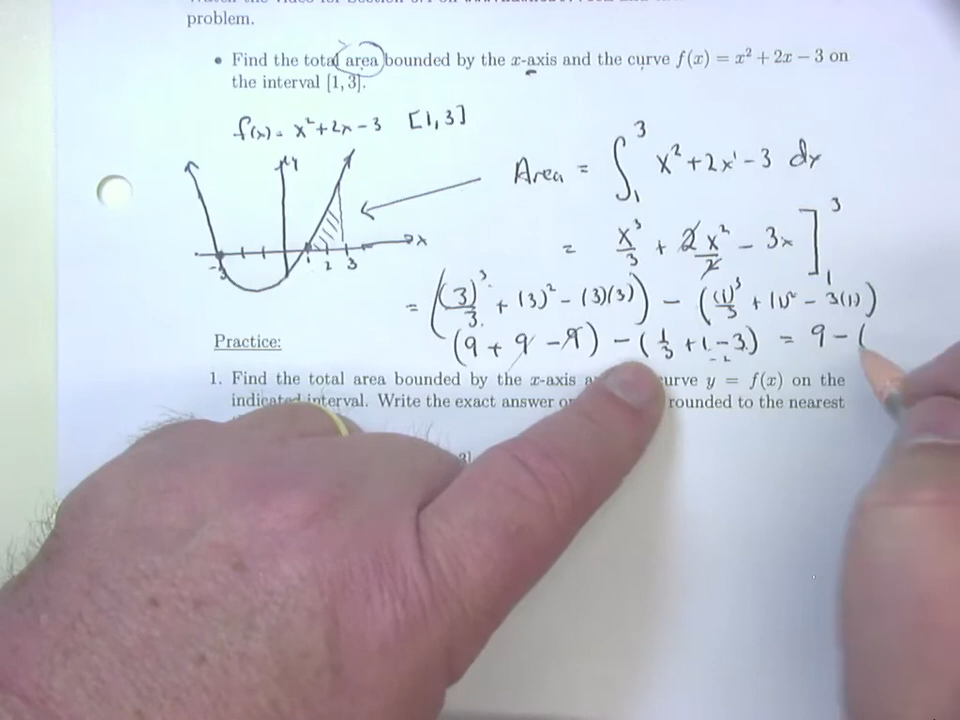 problem.
• Find the total area bounded by the x-axis and the curve f(x) = x² + 2x − 3 on
the interval [1, 3].
f(x) = x² + 2x − 3 [1, 3]
y
x
-3 1 2 3
Area = ∫₁³ x² + 2x¹ − 3 dx
= x³/3 + 2x²/2 − 3x ]₁³
= ((3)³/3 + (3)² − (3)(3)) − ((1)³/3 + (1)² − 3(1))
(9 + 9 − 9) − (1/3 + 1 − 3) = 9 − (
-2
Practice:
1. Find the total area bounded by the x-axis curve y = f(x) on the
indicated interval. Write the exact answer rounded to the nearest
3]